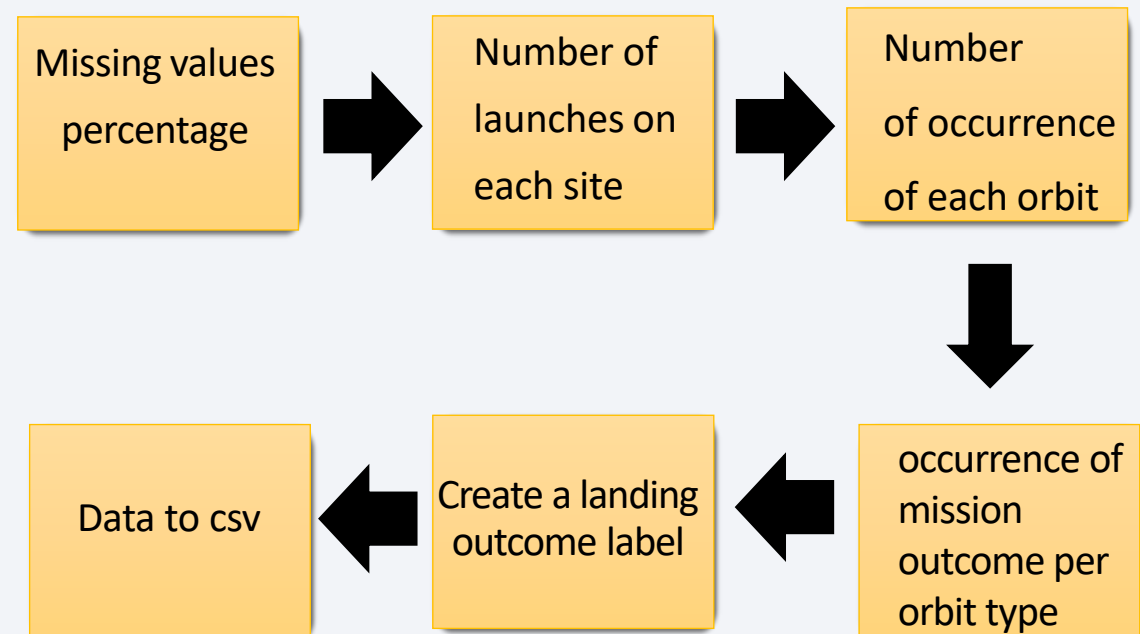 Missing values
percentage
Number of
launches on
each site
Number
of occurrence
of each orbit
occurrence of
mission
outcome per
orbit type
Create a landing
outcome label
Data to csv